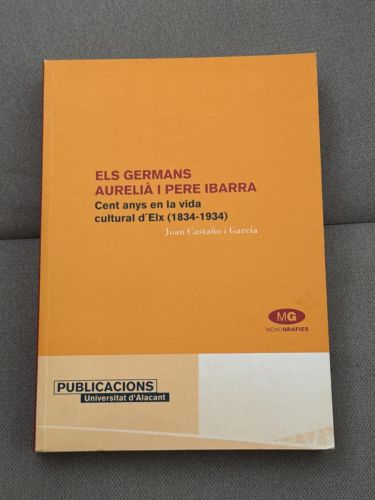 ELS GERMANS
AURELIÀ I PERE IBARRA
Cent anys en la vida
cultural d´Elx (1834-1934)
Joan Castaño i García
MG
MONOGRAFIES
PUBLICACIONS
Universitat d'Alacant